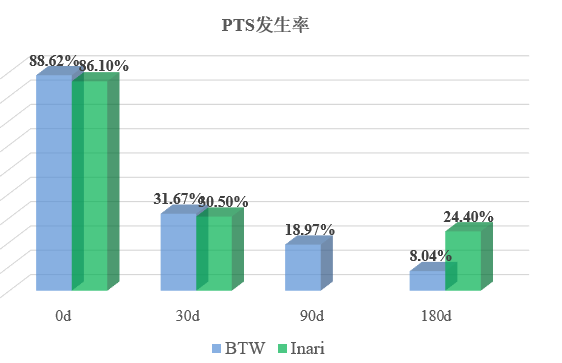 PTS发生率
88.62% 86.10%
31.67% 30.50%
18.97%
8.04% 24.40%
0d 30d 90d 180d
BTW Inari